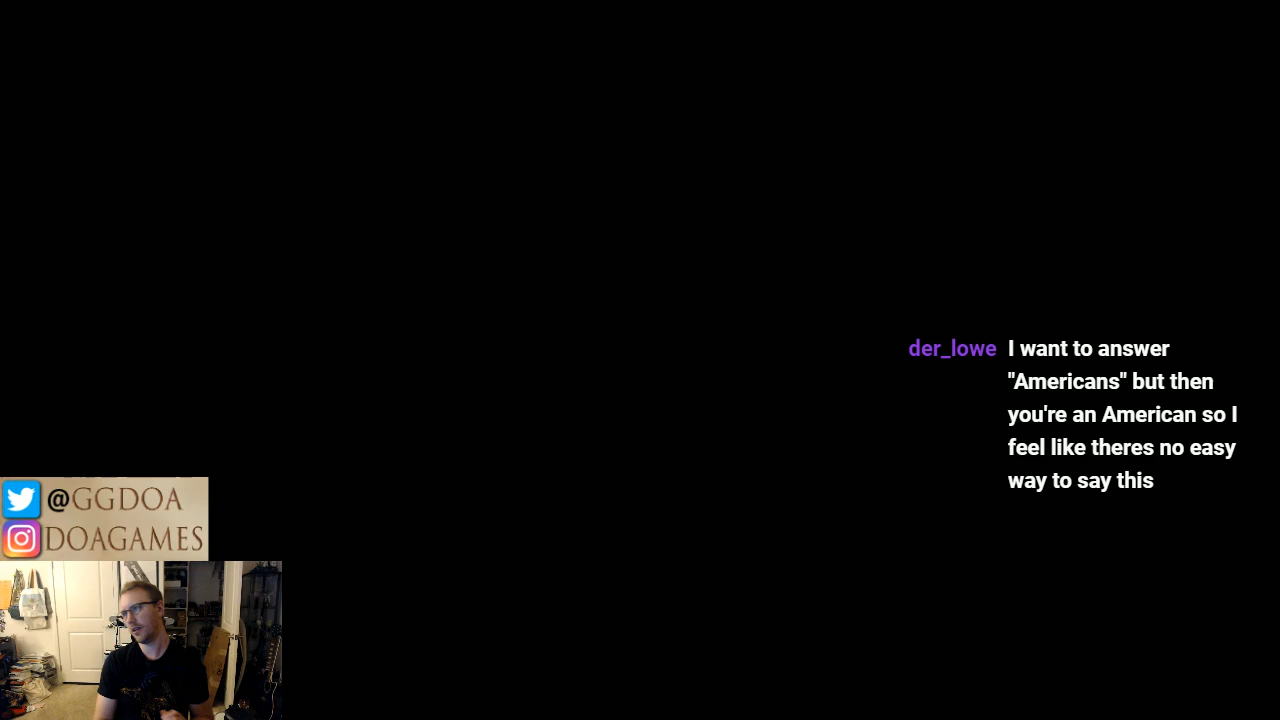 der_lowe I want to answer
"Americans" but then
you're an American so I
feel like theres no easy
way to say this
@GGDOA
DOAGAMES